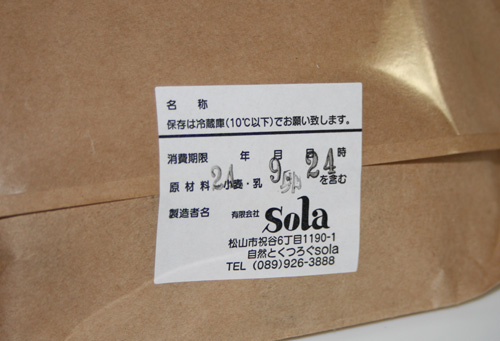 名 称
保存は冷蔵庫(10℃以下)でお願い致します。
消費期限 年 月 日 時
24 9 24
原材料 小麦・乳・卵を含む
製造者名 有限会社 Sola
松山市祝谷6丁目1190-1
自然とくつろぐsola
TEL (089)926-3888